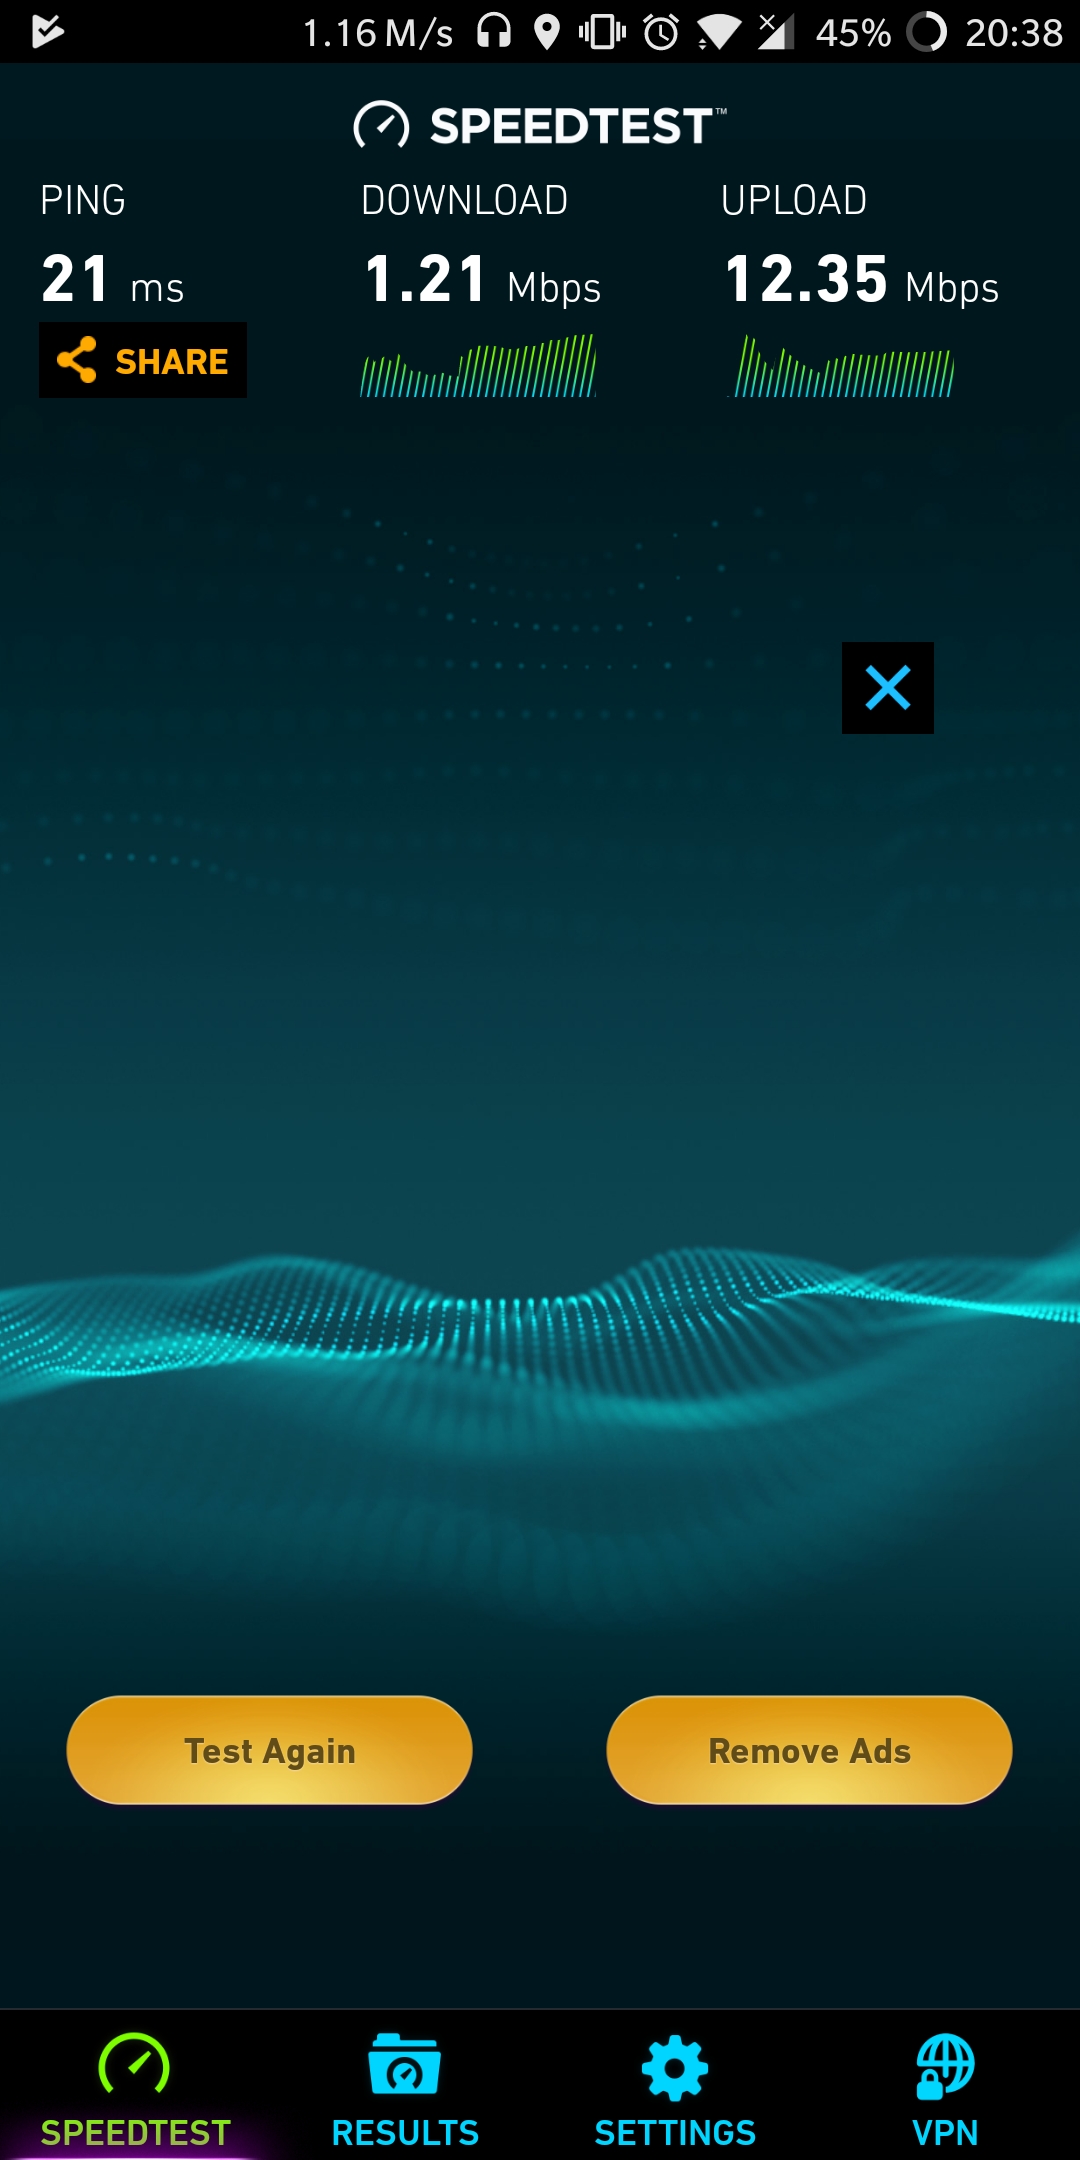 1.16 M/s 45% 20:38
SPEEDTEST™
PING DOWNLOAD UPLOAD
21 ms 1.21 Mbps 12.35 Mbps
SHARE
Test Again Remove Ads
SPEEDTEST RESULTS SETTINGS VPN